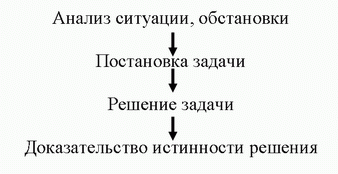 Анализ ситуации, обстановки
Постановка задачи
Решение задачи
Доказательство истинности решения